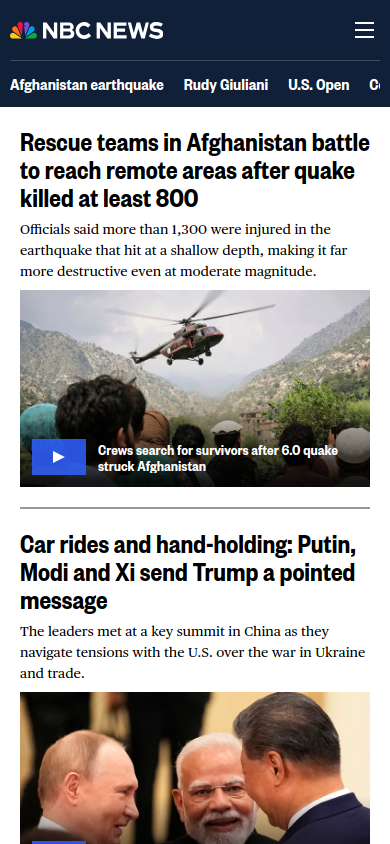 NBC NEWS
Afghanistan earthquake Rudy Giuliani U.S. Open
Rescue teams in Afghanistan battle
to reach remote areas after quake
killed at least 800
Officials said more than 1,300 were injured in the
earthquake that hit at a shallow depth, making it far
more destructive even at moderate magnitude.
Crews search for survivors after 6.0 quake
struck Afghanistan
Car rides and hand-holding: Putin,
Modi and Xi send Trump a pointed
message
The leaders met at a key summit in China as they
navigate tensions with the U.S. over the war in Ukraine
and trade.